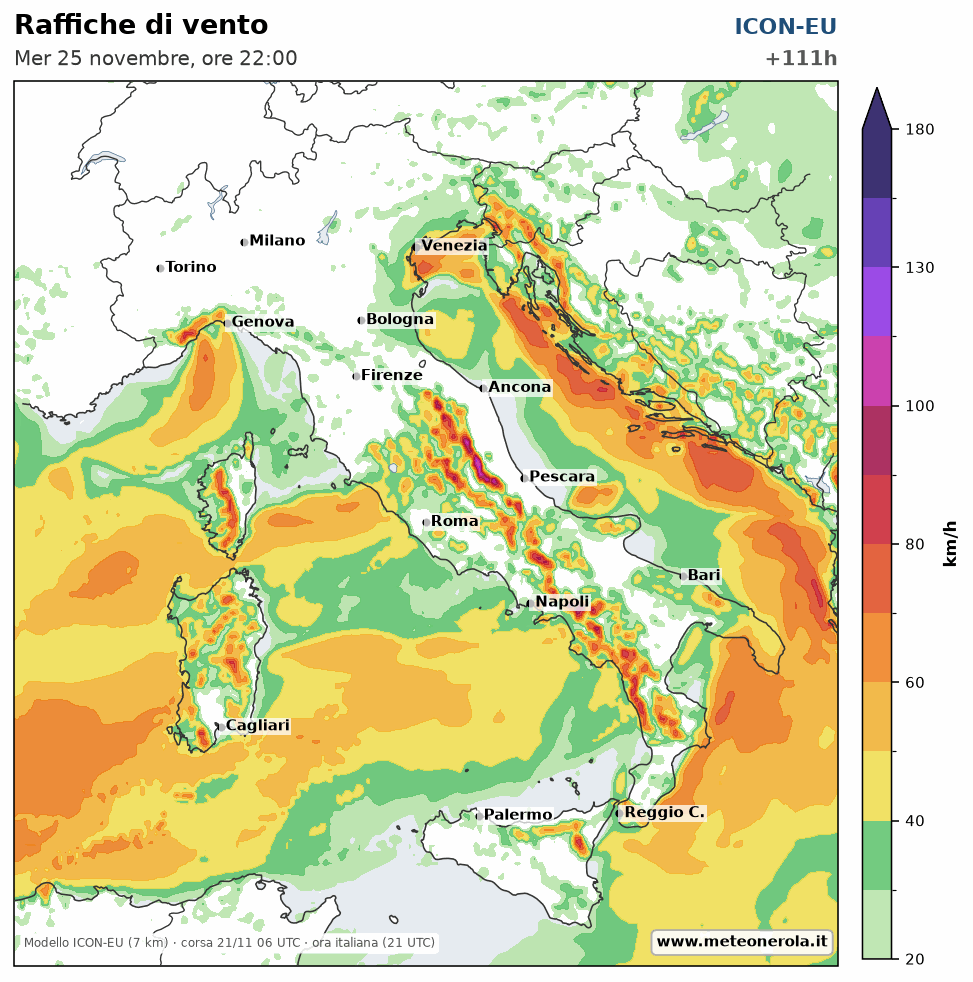 Raffiche di vento
ICON-EU
Mer 25 novembre, ore 22:00
+111h
180
130
100
80
60
40
20
km/h
Milano
Venezia
Torino
Genova
Bologna
Firenze
Ancona
Pescara
Roma
Bari
Napoli
Cagliari
Palermo
Reggio C.
Modello ICON-EU (7 km) · corsa 21/11 06 UTC · ora italiana (21 UTC)
www.meteonerola.it